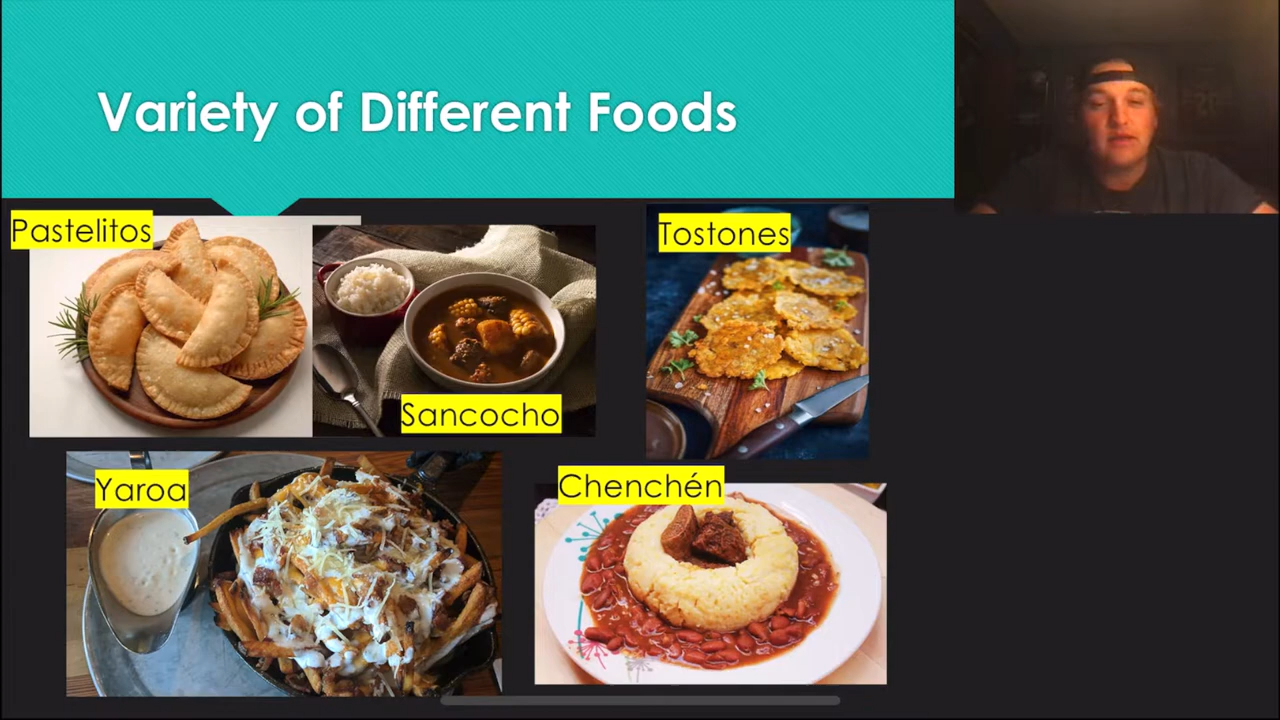 Variety of Different Foods
Pastelitos
Sancocho
Tostones
Yaroa
Chenchén